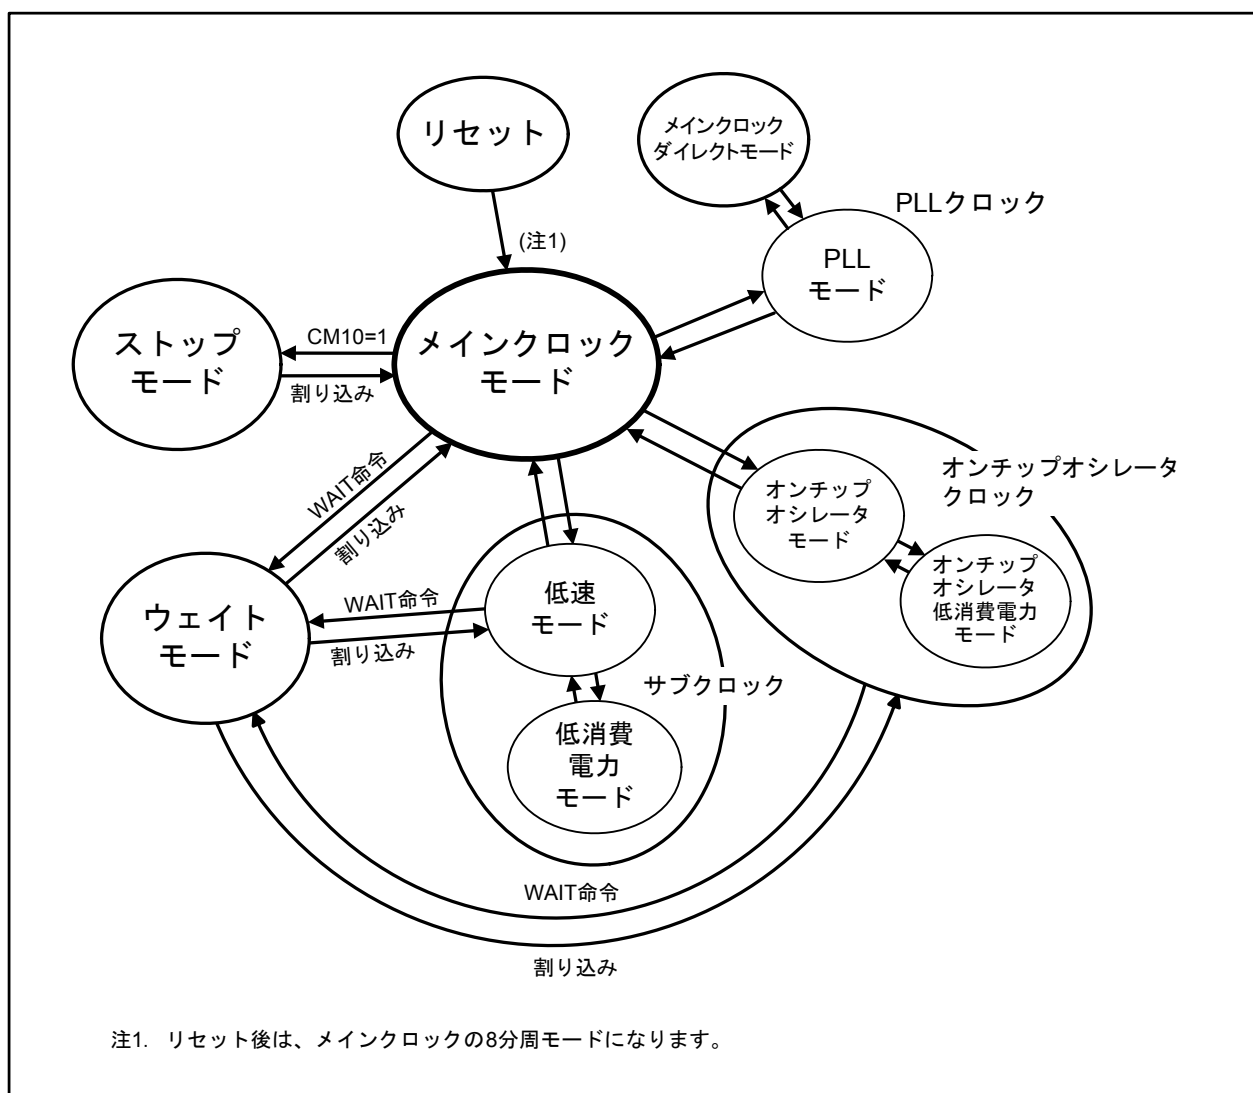 リセット
メインクロック
ダイレクトモード
PLLクロック
(注1)
PLL
モード
ストップ
モード
CM10=1
割り込み
メインクロック
モード
WAIT命令
割り込み
オンチップオシレータ
クロック
オンチップ
オシレータ
モード
オンチップ
オシレータ
低消費電力
モード
ウェイト
モード
WAIT命令
割り込み
低速
モード
サブクロック
低消費
電力
モード
WAIT命令
割り込み
注1. リセット後は、メインクロックの8分周モードになります。